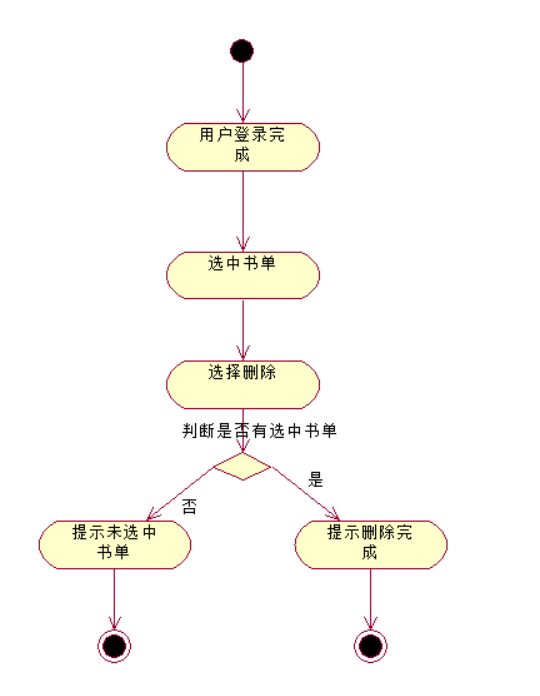 用户登录完
成
选中书单
选择删除
判断是否有选中书单
是
否
提示未选中
书单
提示删除完
成